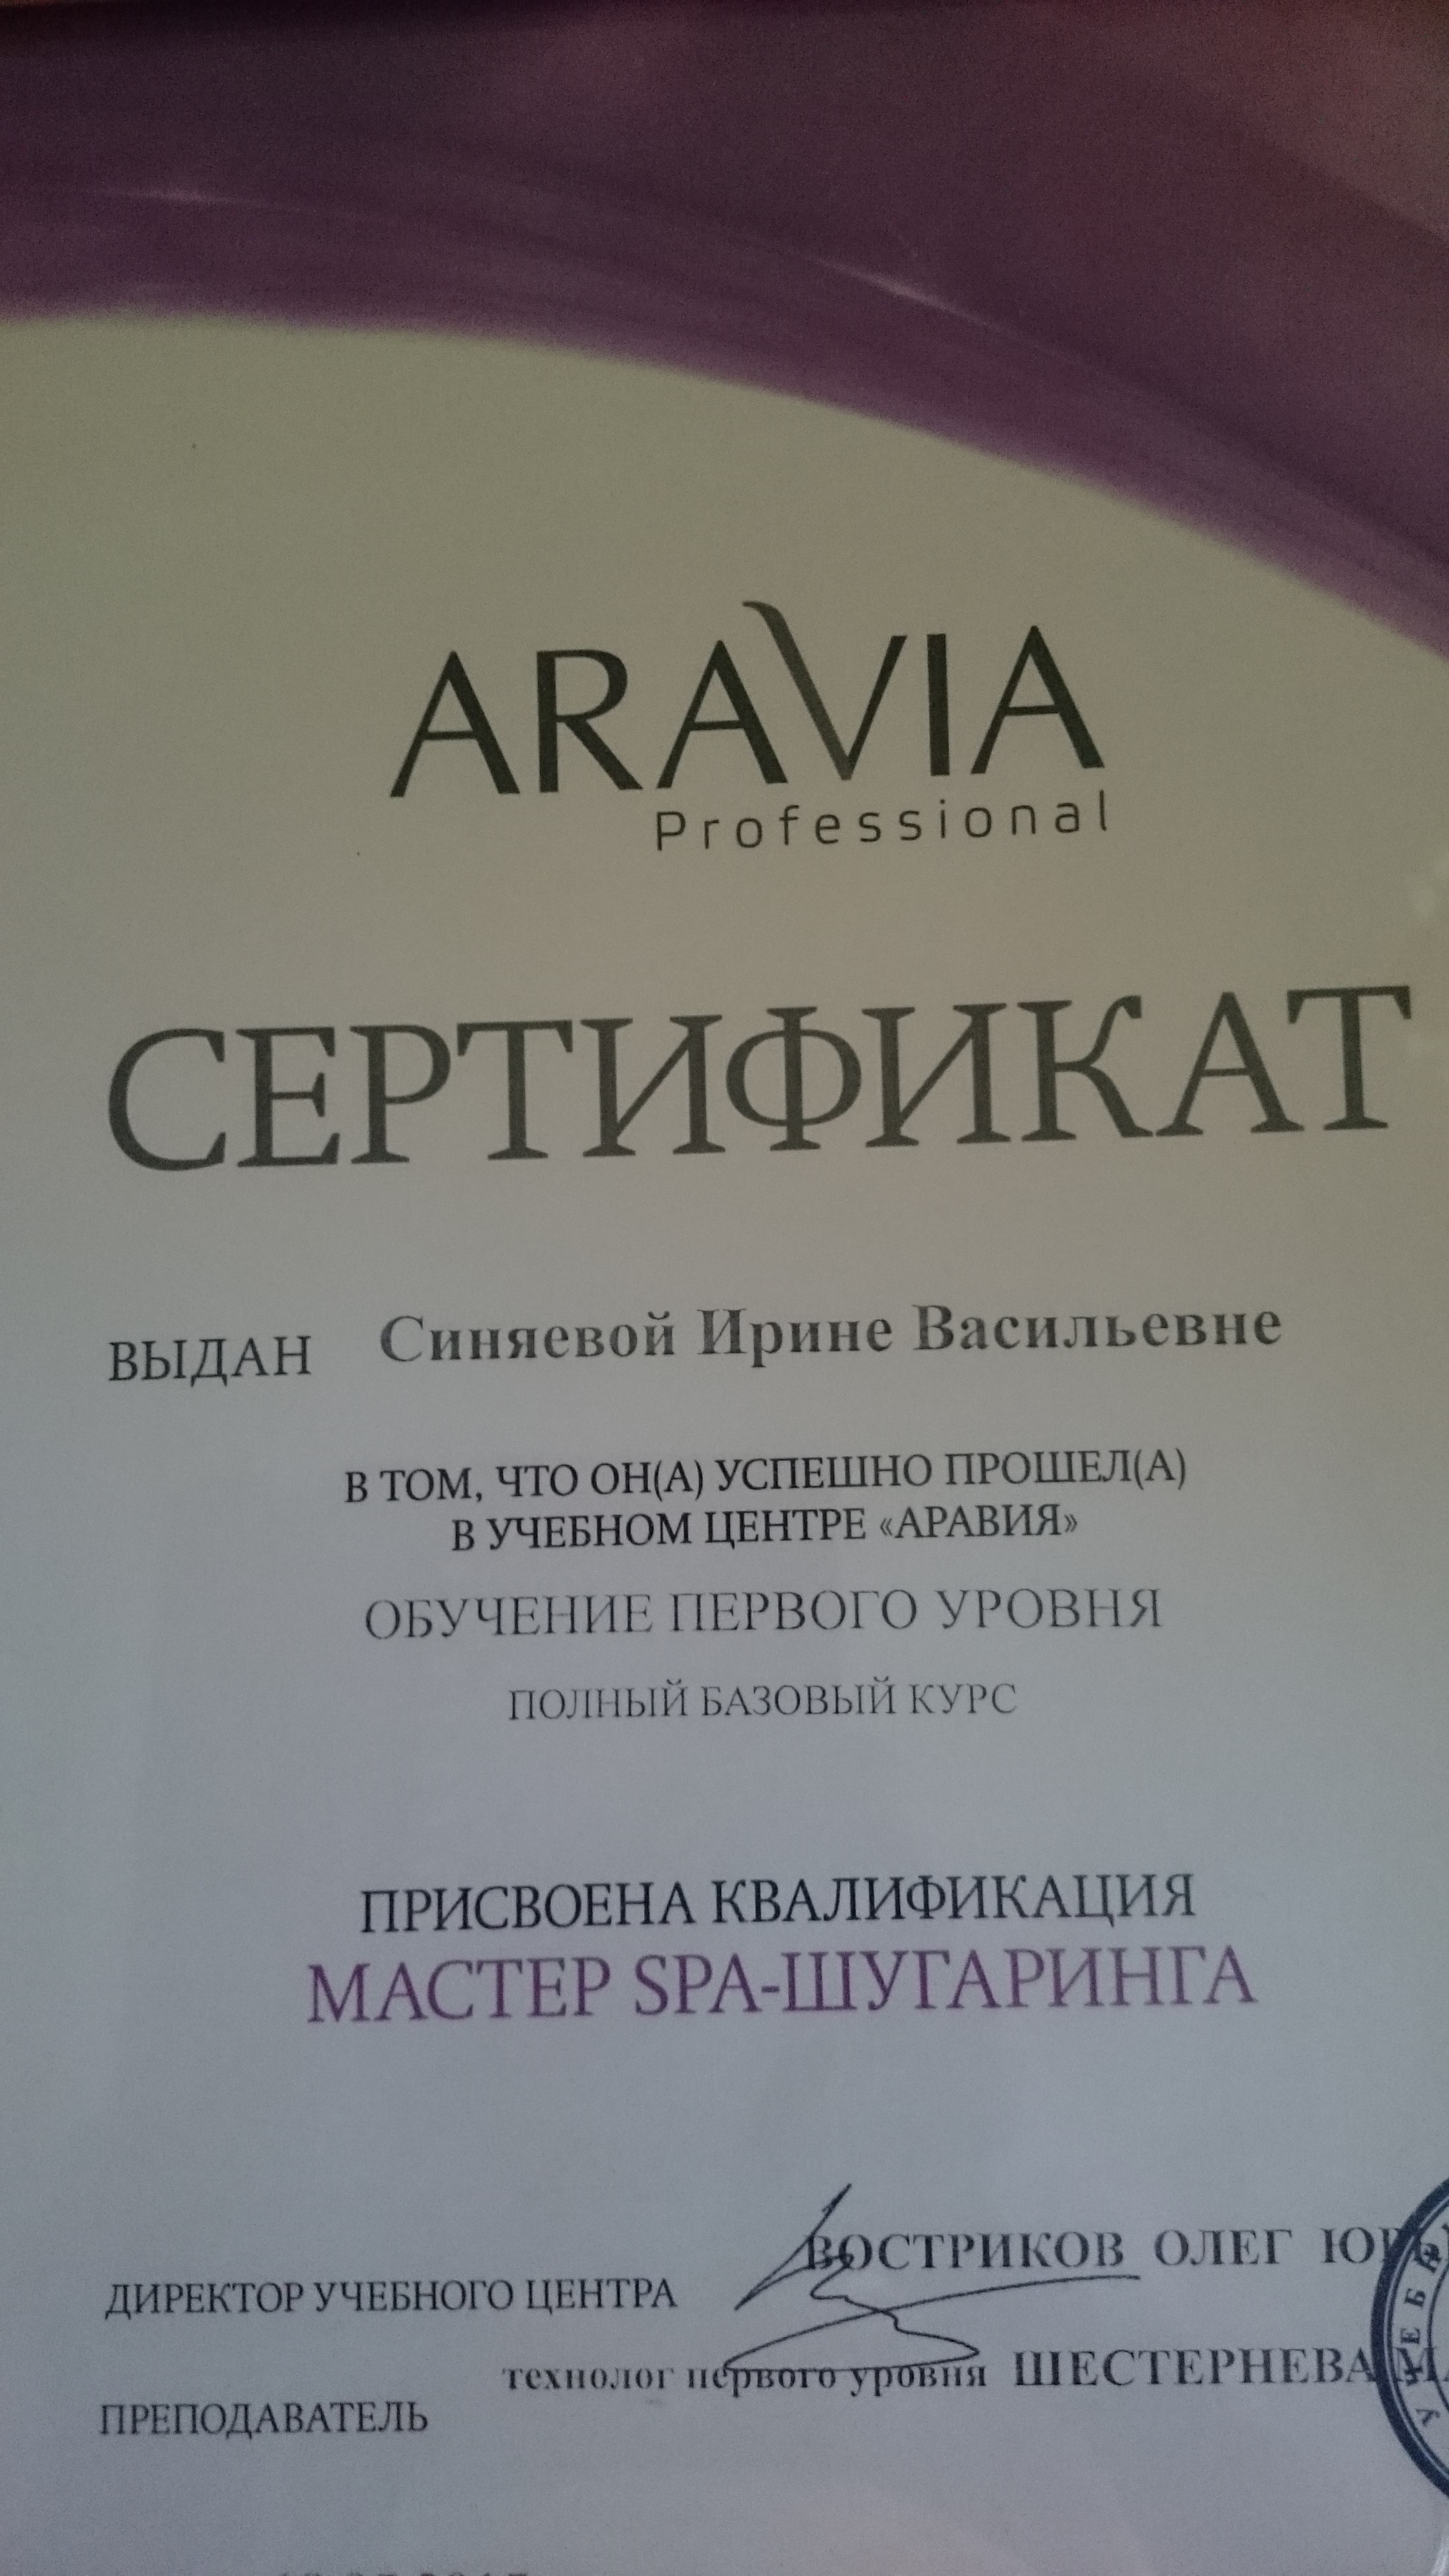 ARAVIA
Professional
СЕРТИФИКАТ
ВЫДАН Синяевой Ирине Васильевне
В ТОМ, ЧТО ОН(А) УСПЕШНО ПРОШЕЛ(А)
В УЧЕБНОМ ЦЕНТРЕ «АРАВИЯ»
ОБУЧЕНИЕ ПЕРВОГО УРОВНЯ
ПОЛНЫЙ БАЗОВЫЙ КУРС
ПРИСВОЕНА КВАЛИФИКАЦИЯ
МАСТЕР SPA-ШУГАРИНГА
ДИРЕКТОР УЧЕБНОГО ЦЕНТРА ВОСТРИКОВ ОЛЕГ
технолог первого уровня ШЕСТЕРНЕВА
ПРЕПОДАВАТЕЛЬ